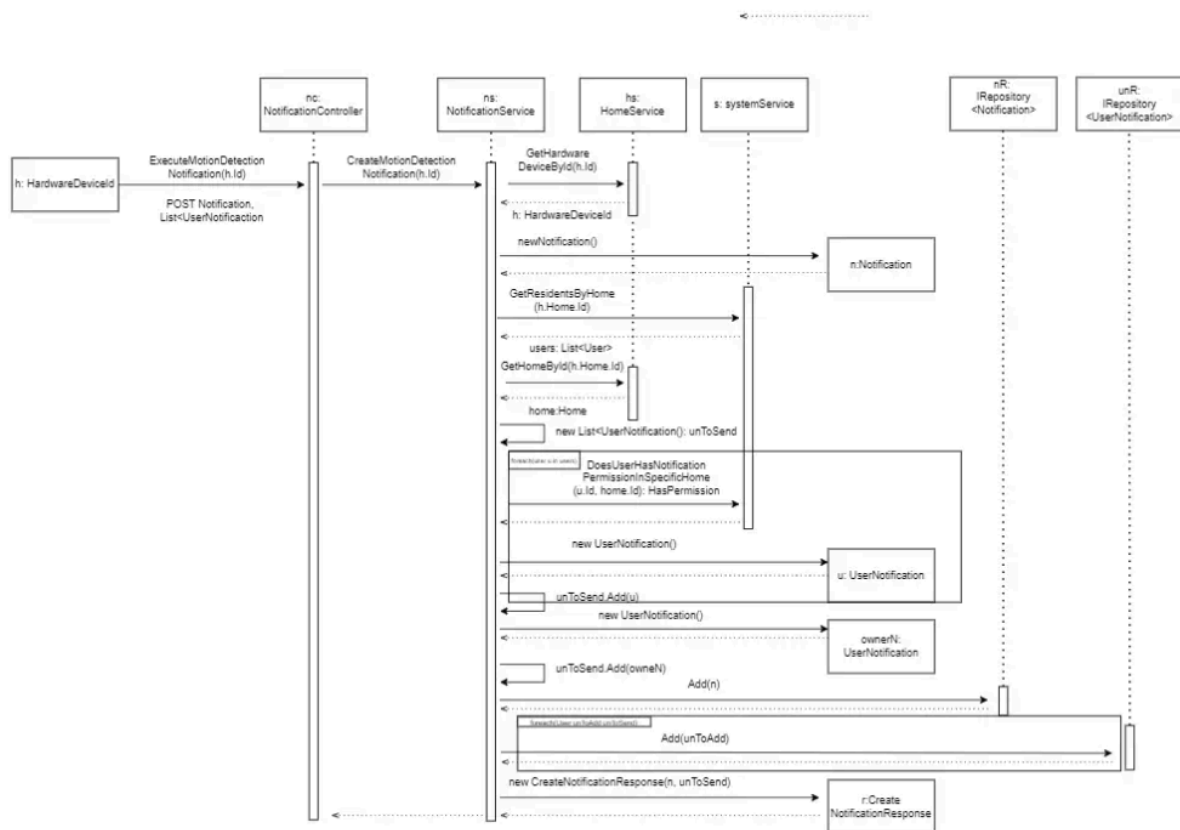 nc:
NotificationController
ns:
NotificationService
hs:
HomeService
s: systemService
nR:
IRepository
<Notification>
unR:
IRepository
<UserNotification>
h: HardwareDeviceId
ExecuteMotionDetection
Notification(h.Id)
POST Notification,
List<UserNotificaction
CreateMotionDetection
Notification(h.Id)
GetHardware
DeviceById(h.Id)
h: HardwareDeviceId
newNotification()
n:Notification
GetResidentsByHome
(h.Home.Id)
users: List<User>
GetHomeById(h.Home.Id)
home:Home
new List<UserNotification(): unToSend
DoesUserHasNotification
PermissionInSpecificHome
(u.Id, home.Id): HasPermission
new UserNotification()
u: UserNotification
unToSend.Add(u)
new UserNotification()
ownerN:
UserNotification
unToSend.Add(owneN)
Add(n)
Add(unToAdd)
new CreateNotificationResponse(n, unToSend)
r:Create
NotificationResponse